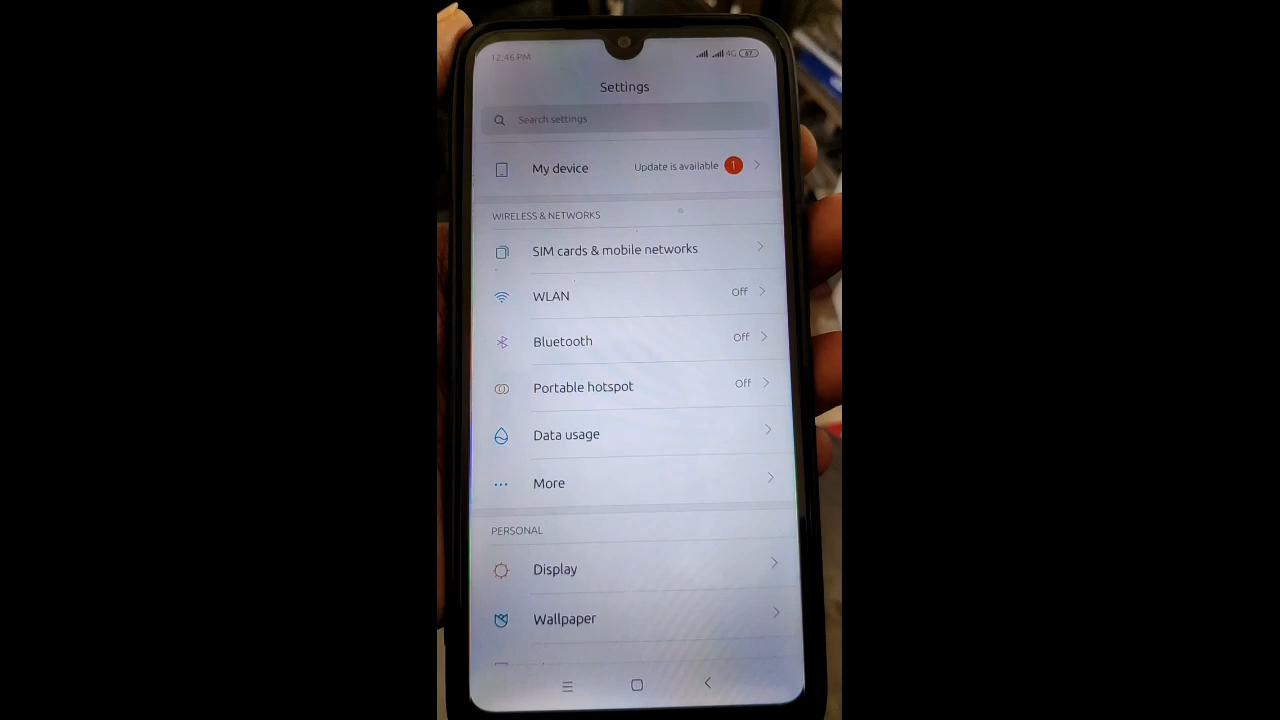 12:46 PM 4G 67
Settings
Search settings
My device Update is available 1
WIRELESS & NETWORKS
SIM cards & mobile networks
WLAN Off
Bluetooth Off
Portable hotspot Off
Data usage
More
PERSONAL
Display
Wallpaper